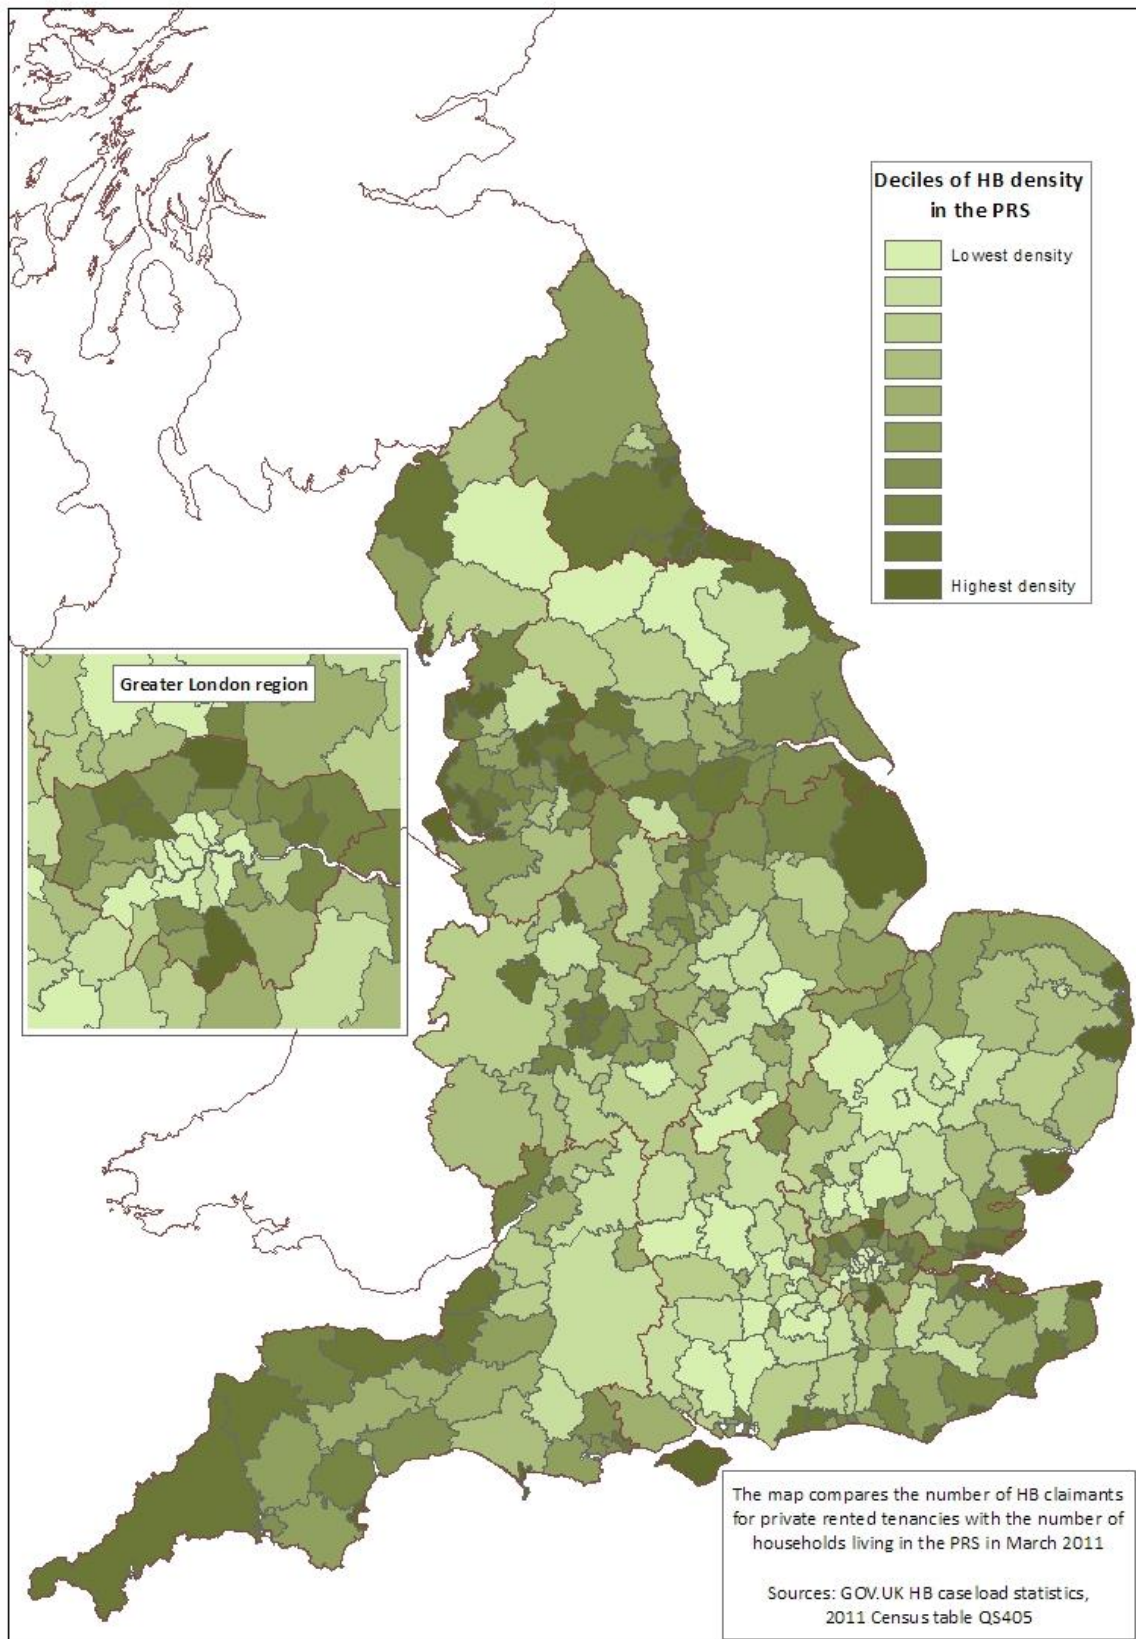 Deciles of HB density
in the PRS
Lowest density
Highest density
Greater London region
The map compares the number of HB claimants
for private rented tenancies with the number of
households living in the PRS in March 2011
Sources: GOV.UK HB caseload statistics,
2011 Census table QS405